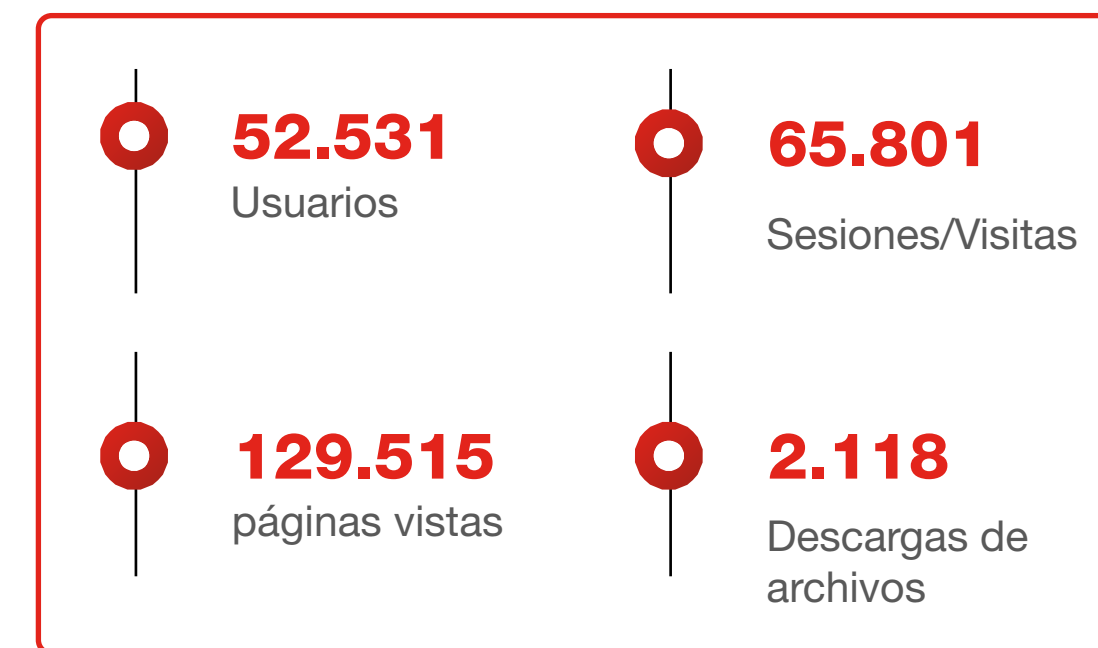 52.531
Usuarios
65.801
Sesiones/Visitas
129.515
páginas vistas
2.118
Descargas de
archivos